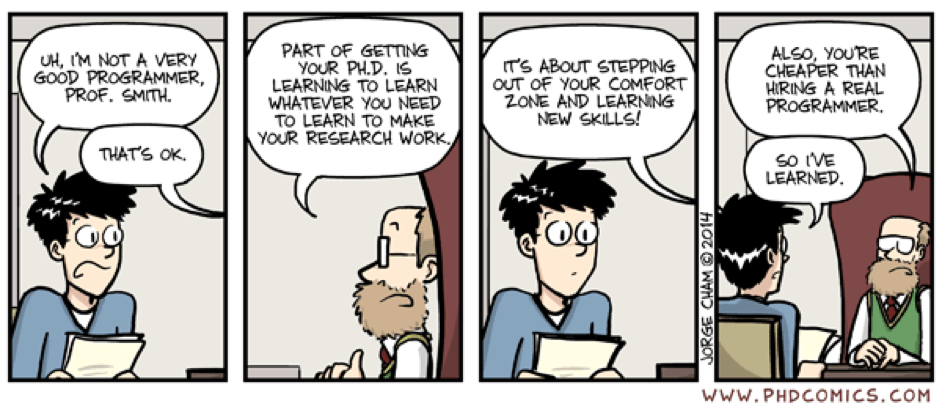 UH, I'M NOT A VERY
GOOD PROGRAMMER,
PROF. SMITH.
THAT'S OK.
PART OF GETTING
YOUR PH.D. IS
LEARNING TO LEARN
WHATEVER YOU NEED
TO LEARN TO MAKE
YOUR RESEARCH WORK.
IT'S ABOUT STEPPING
OUT OF YOUR COMFORT
ZONE AND LEARNING
NEW SKILLS!
ALSO, YOU'RE
CHEAPER THAN
HIRING A REAL
PROGRAMMER.
SO I'VE
LEARNED.
JORGE CHAM © 2014
WWW.PHDCOMICS.COM